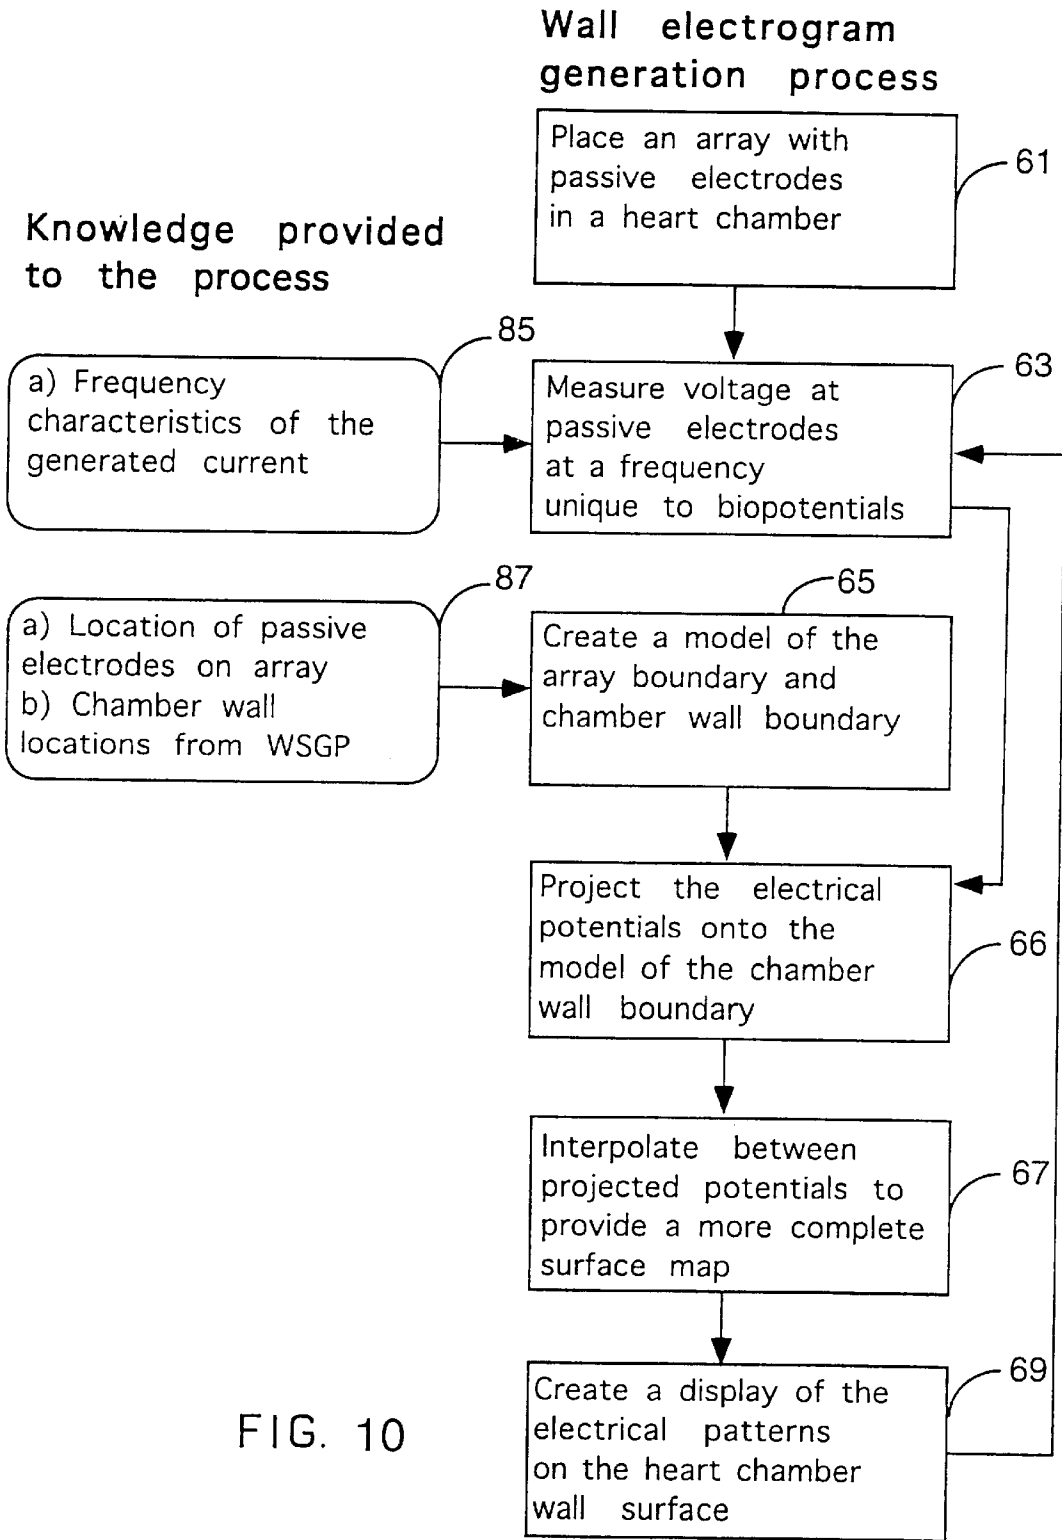 Wall electrogram
generation process
Place an array with
passive electrodes
in a heart chamber
61
Knowledge provided
to the process
85
a) Frequency
characteristics of the
generated current
63
Measure voltage at
passive electrodes
at a frequency
unique to biopotentials
87
a) Location of passive
electrodes on array
b) Chamber wall
locations from WSGP
65
Create a model of the
array boundary and
chamber wall boundary
Project the electrical
potentials onto the
model of the chamber
wall boundary
66
Interpolate between
projected potentials to
provide a more complete
surface map
67
Create a display of the
electrical patterns
on the heart chamber
wall surface
69
FIG. 10